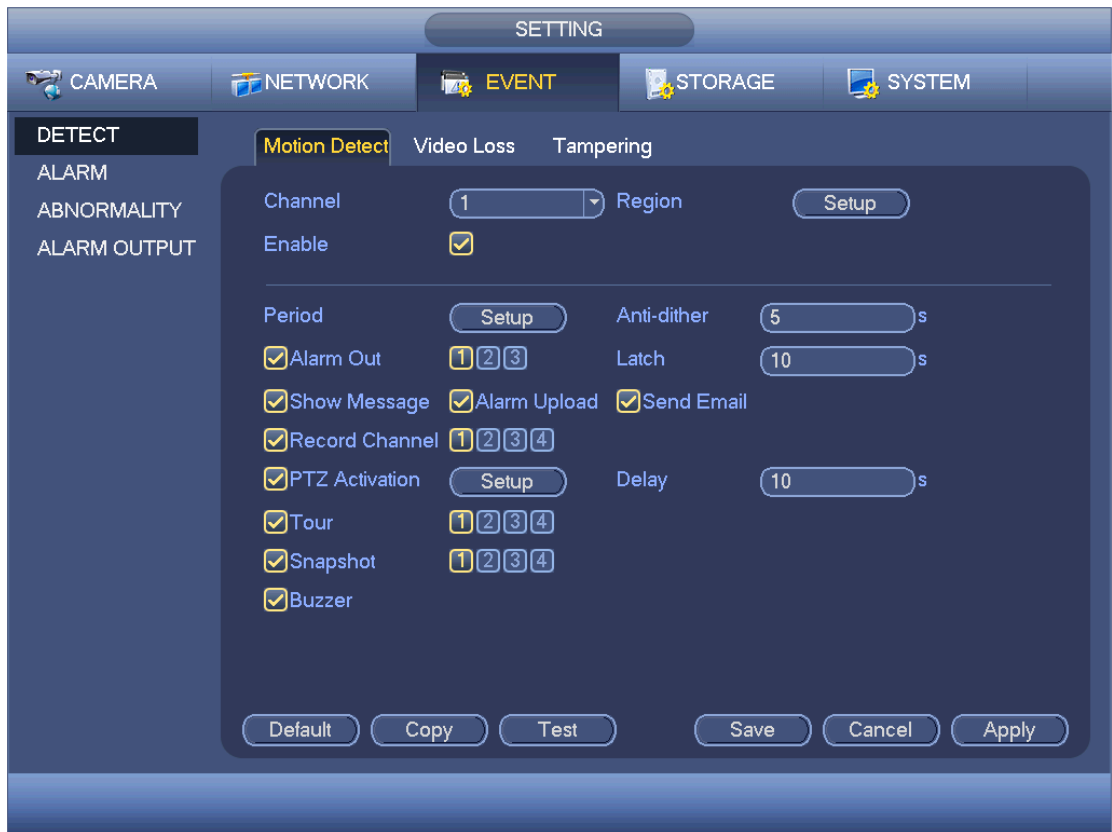 SETTING
CAMERA NETWORK EVENT STORAGE SYSTEM
DETECT
ALARM
ABNORMALITY
ALARM OUTPUT
Motion Detect Video Loss Tampering
Channel 1 Region Setup
Enable
Period Setup Anti-dither 5 s
Alarm Out 1 2 3 Latch 10 s
Show Message Alarm Upload Send Email
Record Channel 1 2 3 4
PTZ Activation Setup Delay 10 s
Tour 1 2 3 4
Snapshot 1 2 3 4
Buzzer
Default Copy Test Save Cancel Apply